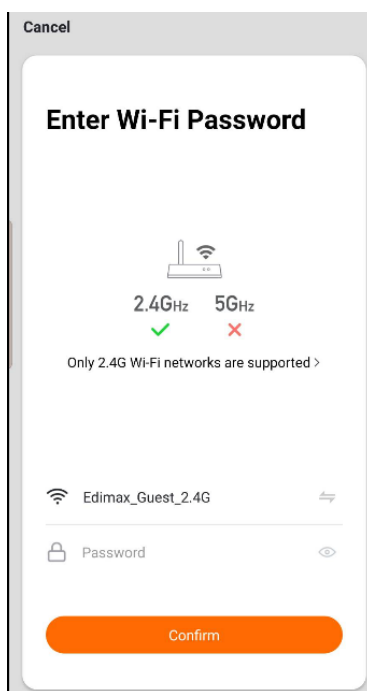 Cancel
Enter Wi-Fi Password
2.4GHz 5GHz
Only 2.4G Wi-Fi networks are supported >
Edimax_Guest_2.4G
Password
Confirm